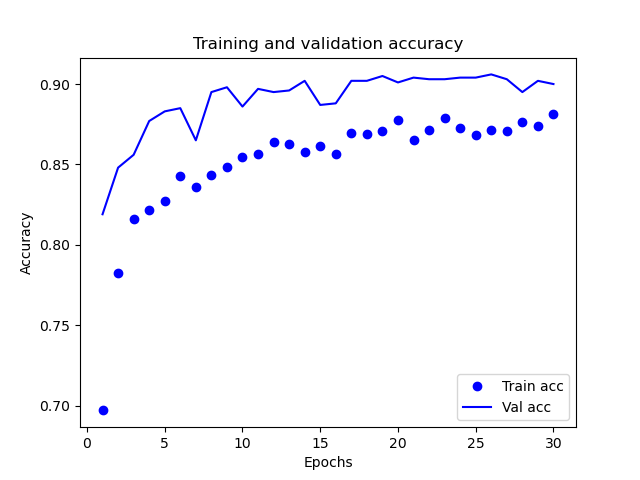 Training and validation accuracy
0.90
0.85
0.80
0.75
0.70
Accuracy
Train acc
Val acc
0 5 10 15 20 25 30
Epochs